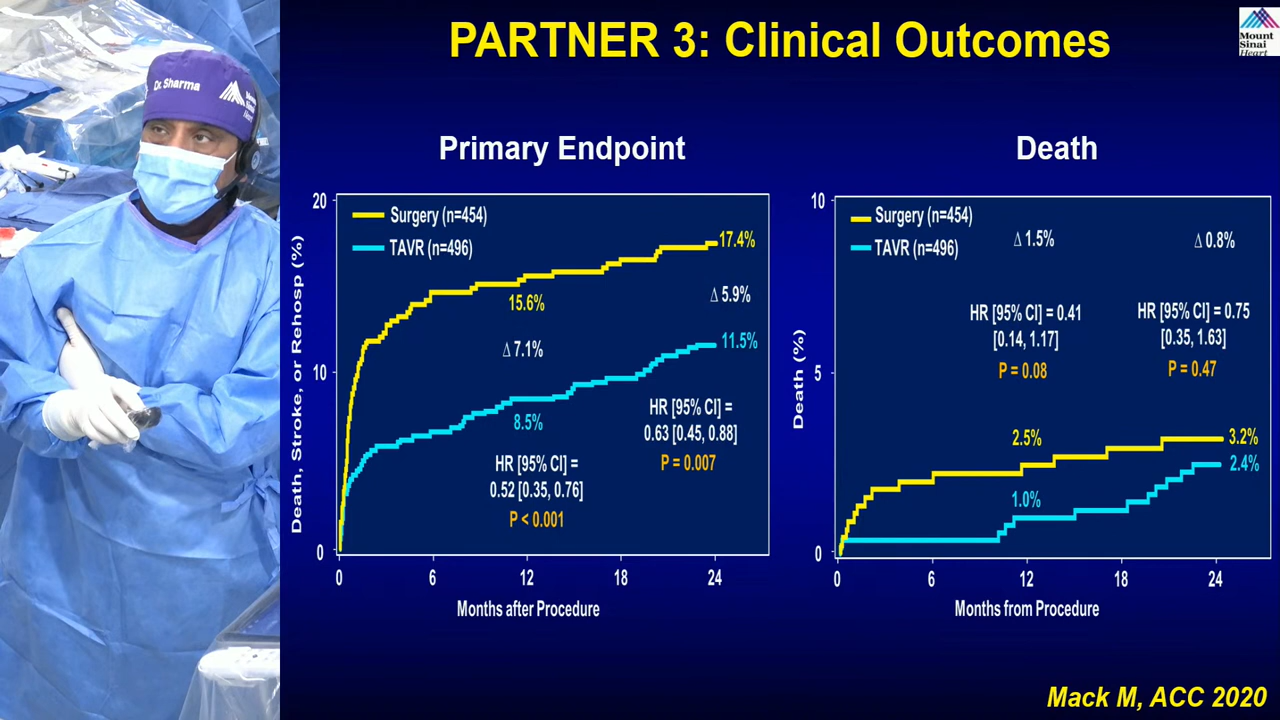 PARTNER 3: Clinical Outcomes
Mount
Sinai
Heart
Dr. Sharma
Mount
Sinai
Heart
Primary Endpoint
20
10
0
Death, Stroke, or Rehosp (%)
Surgery (n=454)
TAVR (n=496)
17.4%
15.6%
Δ 5.9%
Δ 7.1%
11.5%
8.5%
HR [95% CI] =
0.63 [0.45, 0.88]
P = 0.007
HR [95% CI] =
0.52 [0.35, 0.76]
P < 0.001
0 6 12 18 24
Months after Procedure
Death
10
5
0
Death (%)
Surgery (n=454)
TAVR (n=496)
Δ 1.5%
Δ 0.8%
HR [95% CI] = 0.41
[0.14, 1.17]
P = 0.08
HR [95% CI] = 0.75
[0.35, 1.63]
P = 0.47
2.5%
3.2%
2.4%
1.0%
0 6 12 18 24
Months from Procedure
Mack M, ACC 2020